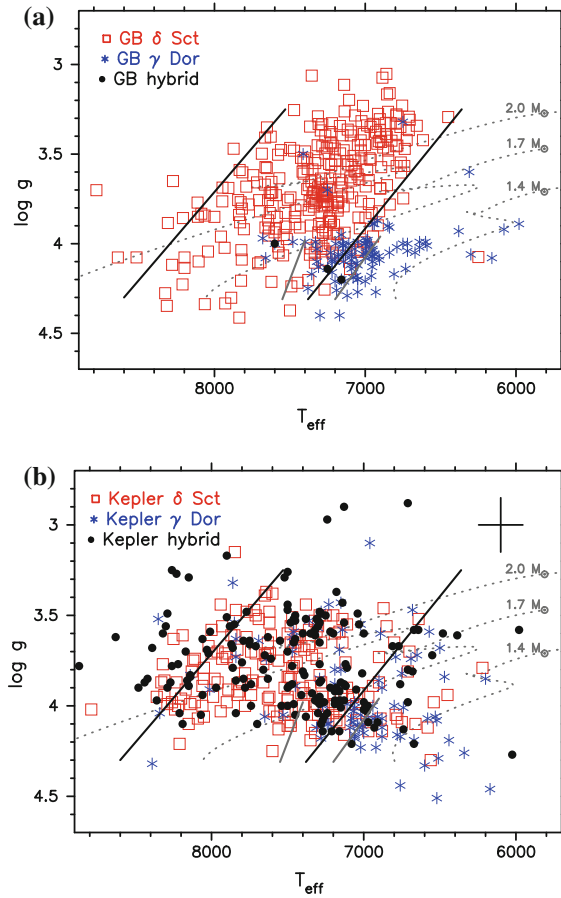 (a)
GB δ Sct
GB γ Dor
GB hybrid
2.0 M⊙
1.7 M⊙
1.4 M⊙
3
3.5
4
4.5
log g
8000 7000 6000
T_eff
(b)
Kepler δ Sct
Kepler γ Dor
Kepler hybrid
2.0 M⊙
1.7 M⊙
1.4 M⊙
3
3.5
4
4.5
log g
8000 7000 6000
T_eff